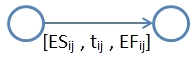 [ESij , tij , EFij]